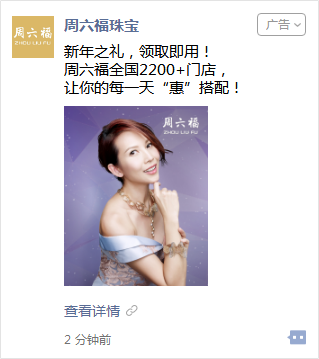 周六福
ZHOU LIU FU
周六福珠宝
广告
新年之礼，领取即用！
周六福全国2200+门店，
让你的每一天“惠”搭配！
周六福
ZHOU LIU FU
查看详情
2 分钟前